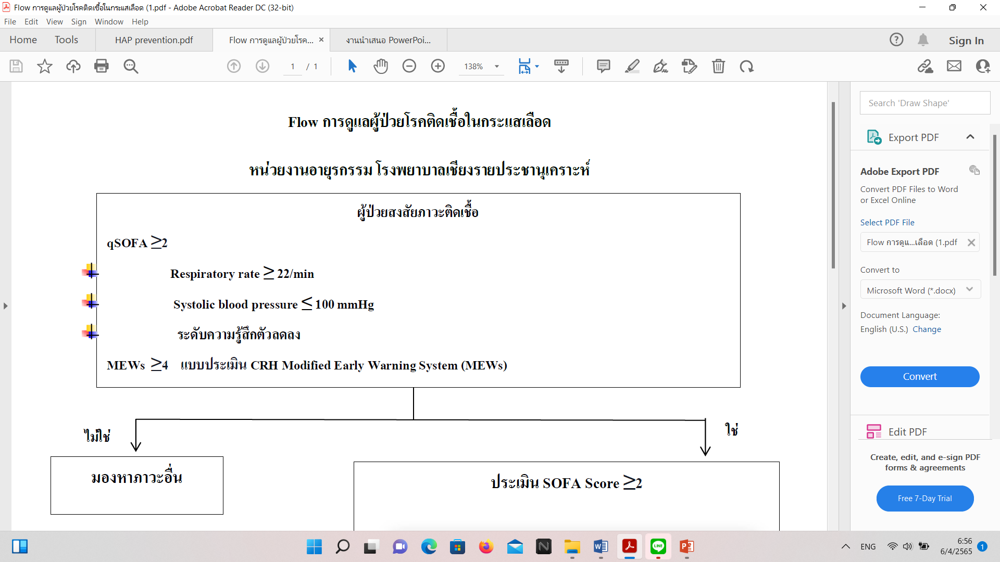 Flow การดูแลผู้ป่วยโรคติดเชื้อในกระแสเลือด (1.pdf - Adobe Acrobat Reader DC (32-bit)
File Edit View Sign Window Help
Home Tools HAP prevention.pdf Flow การดูแลผู้ป่วยโรค... × งานนำเสนอ PowerPoi... Sign In
1 / 1 138%
Flow การดูแลผู้ป่วยโรคติดเชื้อในกระแสเลือด
หน่วยงานอายุรกรรม โรงพยาบาลเชียงรายประชานุเคราะห์
ผู้ป่วยสงสัยภาวะติดเชื้อ
qSOFA ≥2
Respiratory rate ≥ 22/min
Systolic blood pressure ≤ 100 mmHg
ระดับความรู้สึกตัวลดลง
MEWs ≥4 แบบประเมิน CRH Modified Early Warning System (MEWs)
ไม่ใช่
ใช่
มองหาภาวะอื่น
ประเมิน SOFA Score ≥2
Search 'Draw Shape'
Export PDF
Adobe Export PDF
Convert PDF Files to Word
or Excel Online
Select PDF File
Flow การดูแ...เลือด (1.pdf
Convert to
Microsoft Word (*.docx)
Document Language:
English (U.S.) Change
Convert
Edit PDF
Create, edit, and e-sign PDF
forms & agreements
Free 7-Day Trial
LINE
ENG
6:56
6/4/2565
1